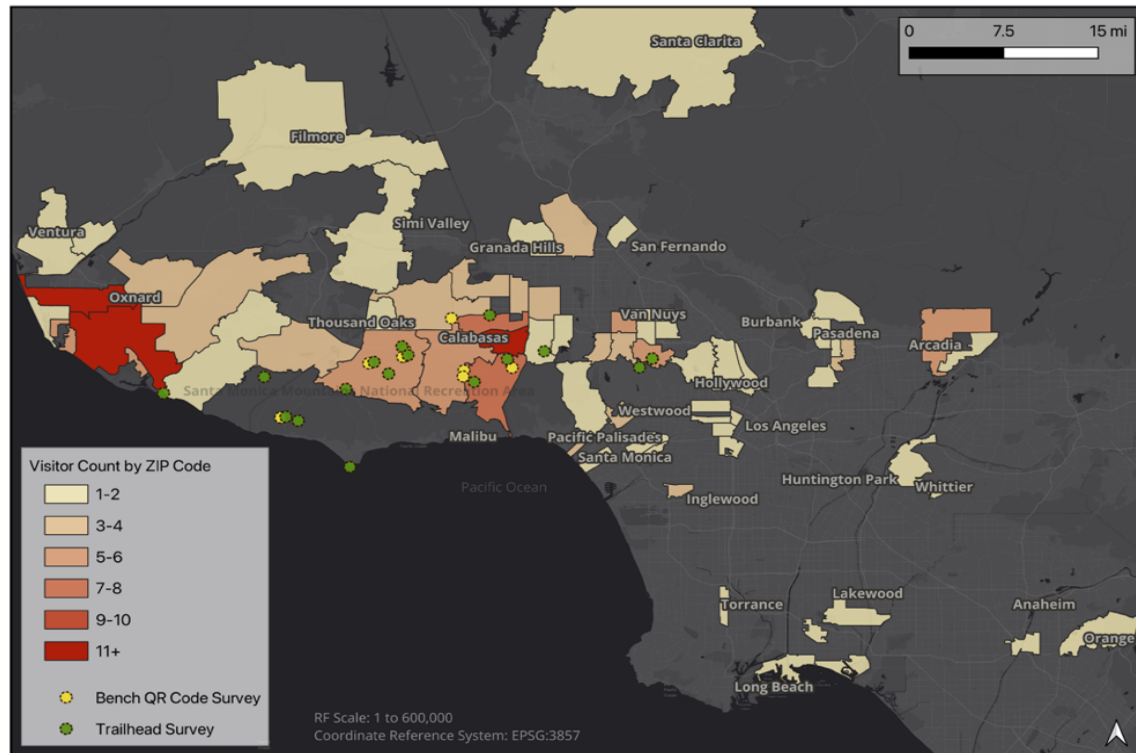 0 7.5 15 mi
Santa Clarita
Filmore
Ventura
Simi Valley
Granada Hills
San Fernando
Oxnard
Thousand Oaks
Calabasas
Van Nuys
Burbank
Pasadena
Arcadia
Santa Monica Mountains National Recreation Area
Hollywood
Malibu
Westwood
Pacific Palisades
Los Angeles
Santa Monica
Pacific Ocean
Huntington Park
Whittier
Inglewood
Torrance
Lakewood
Anaheim
Orange
Long Beach
Visitor Count by ZIP Code
1-2
3-4
5-6
7-8
9-10
11+
Bench QR Code Survey
Trailhead Survey
RF Scale: 1 to 600,000
Coordinate Reference System: EPSG:3857